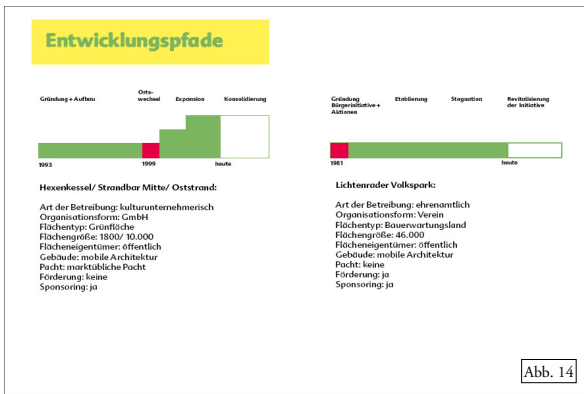 Entwicklungspfade
Gründung + Aufbau
Orts-
wechsel
Expansion
Konsolidierung
1993
1999
heute
Hexenkessel/ Strandbar Mitte/ Oststrand:
Art der Betreibung: kulturunternehmerisch
Organisationsform: GmbH
Flächentyp: Grünfläche
Flächengröße: 1800/ 10.000
Flächeneigentümer: öffentlich
Gebäude: mobile Architektur
Pacht: marktübliche Pacht
Förderung: keine
Sponsoring: ja
Gründung
Bürgerinitiative +
Aktionen
Etablierung
Stagnation
Revitalisierung
der Initiative
1981
heute
Lichtenrader Volkspark:
Art der Betreibung: ehrenamtlich
Organisationsform: Verein
Flächentyp: Bauerwartungsland
Flächengröße: 46.000
Flächeneigentümer: öffentlich
Gebäude: mobile Architektur
Pacht: keine
Förderung: ja
Sponsoring: ja
Abb. 14